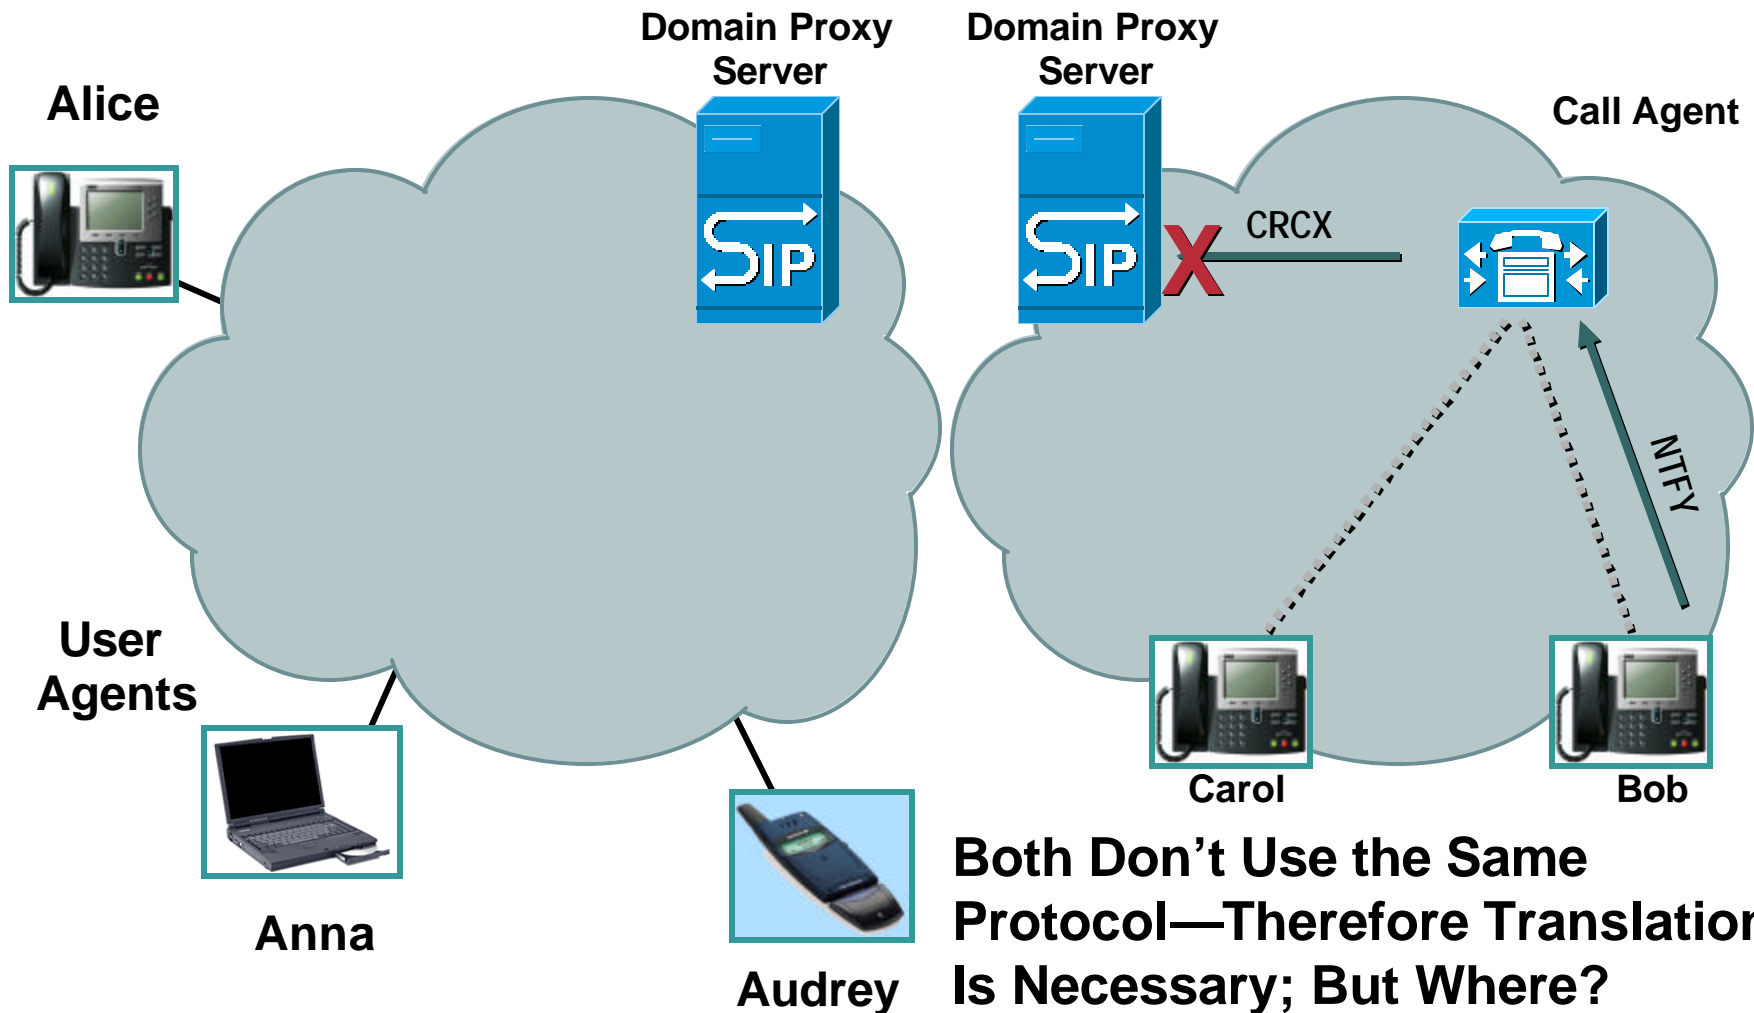 Domain Proxy
Server
Domain Proxy
Server
Alice
Call Agent
SIP
SIP
X
CRCX
NTFY
User
Agents
Carol
Bob
Anna
Audrey
Both Don’t Use the Same
Protocol—Therefore Translation
Is Necessary; But Where?